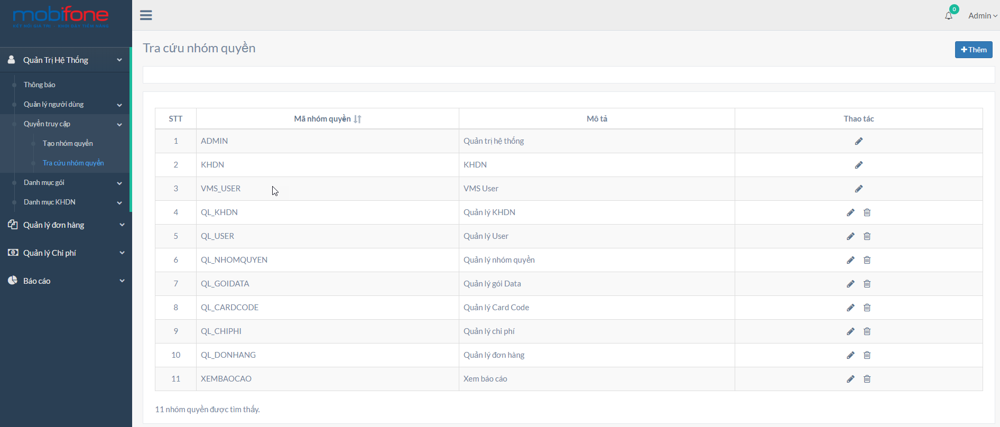 mobifone
KẾT NỐI GIÁ TRỊ - KHƠI DẬY TIỀM NĂNG
0
Admin
Quản Trị Hệ Thống
Thông báo
Quản lý người dùng
Quyền truy cập
Tạo nhóm quyền
Tra cứu nhóm quyền
Danh mục gói
Danh mục KHDN
Quản lý đơn hàng
Quản lý Chi phí
Báo cáo
Tra cứu nhóm quyền
Thêm
STT Mã nhóm quyền Mô tả Thao tác
1 ADMIN Quản trị hệ thống
2 KHDN KHDN
3 VMS_USER VMS User
4 QL_KHDN Quản lý KHDN
5 QL_USER Quản lý User
6 QL_NHOMQUYEN Quản lý nhóm quyền
7 QL_GOIDATA Quản lý gói Data
8 QL_CARDCODE Quản lý Card Code
9 QL_CHIPHI Quản lý chi phí
10 QL_DONHANG Quản lý đơn hàng
11 XEMBAOCAO Xem báo cáo
11 nhóm quyền được tìm thấy.